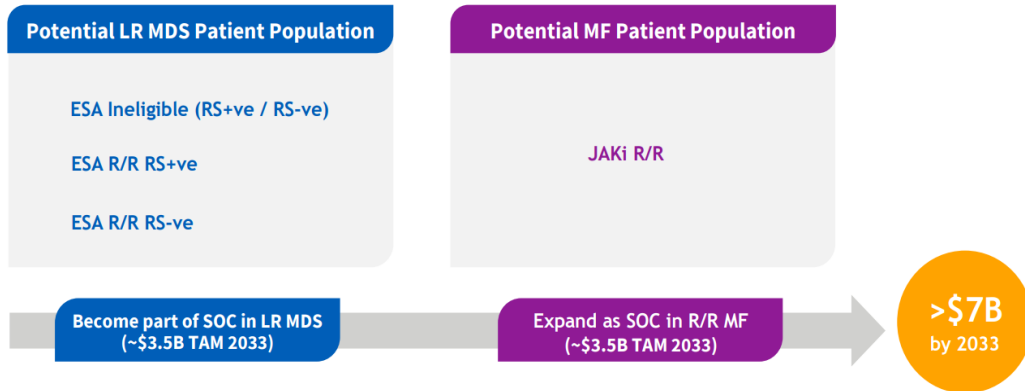 Potential LR MDS Patient Population
ESA Ineligible (RS+ve / RS-ve)
ESA R/R RS+ve
ESA R/R RS-ve
Potential MF Patient Population
JAKi R/R
Become part of SOC in LR MDS
(~$3.5B TAM 2033)
Expand as SOC in R/R MF
(~$3.5B TAM 2033)
>$7B
by 2033